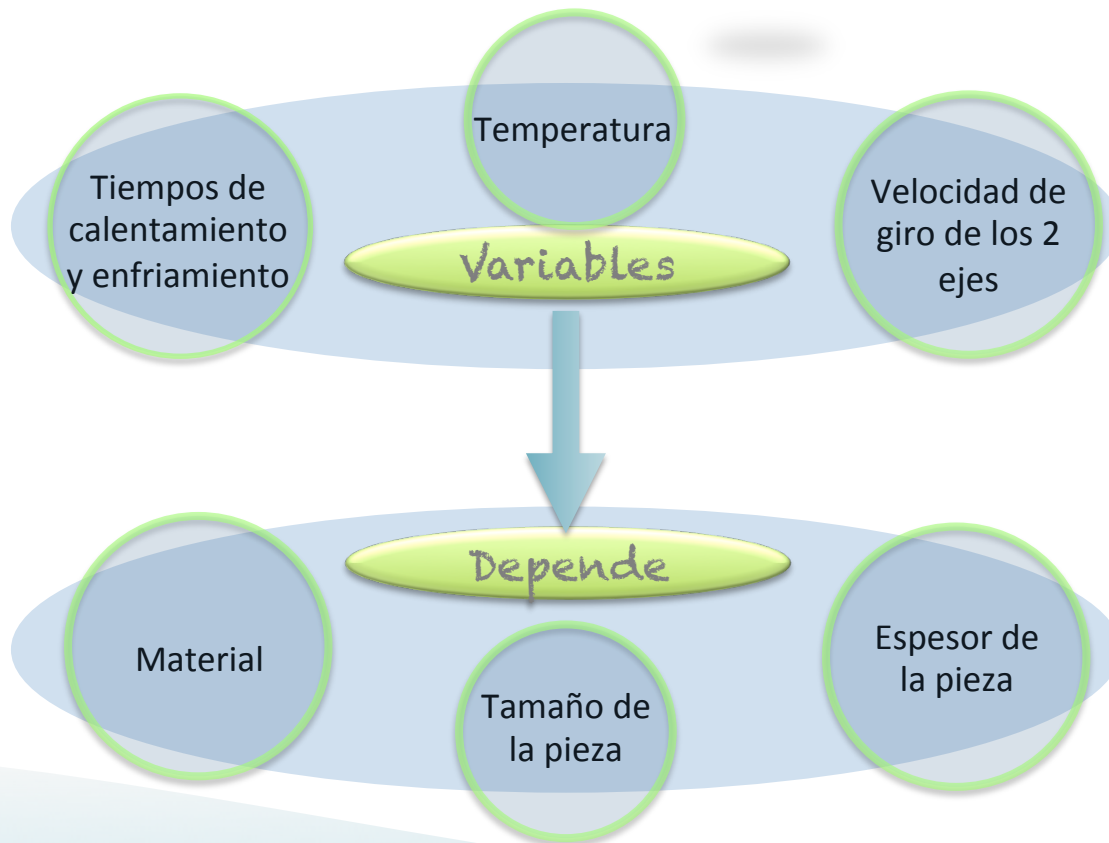 Temperatura
Tiempos de
calentamiento
y enfriamiento
Velocidad de
giro de los 2
ejes
Variables
Depende
Material
Tamaño de
la pieza
Espesor de
la pieza